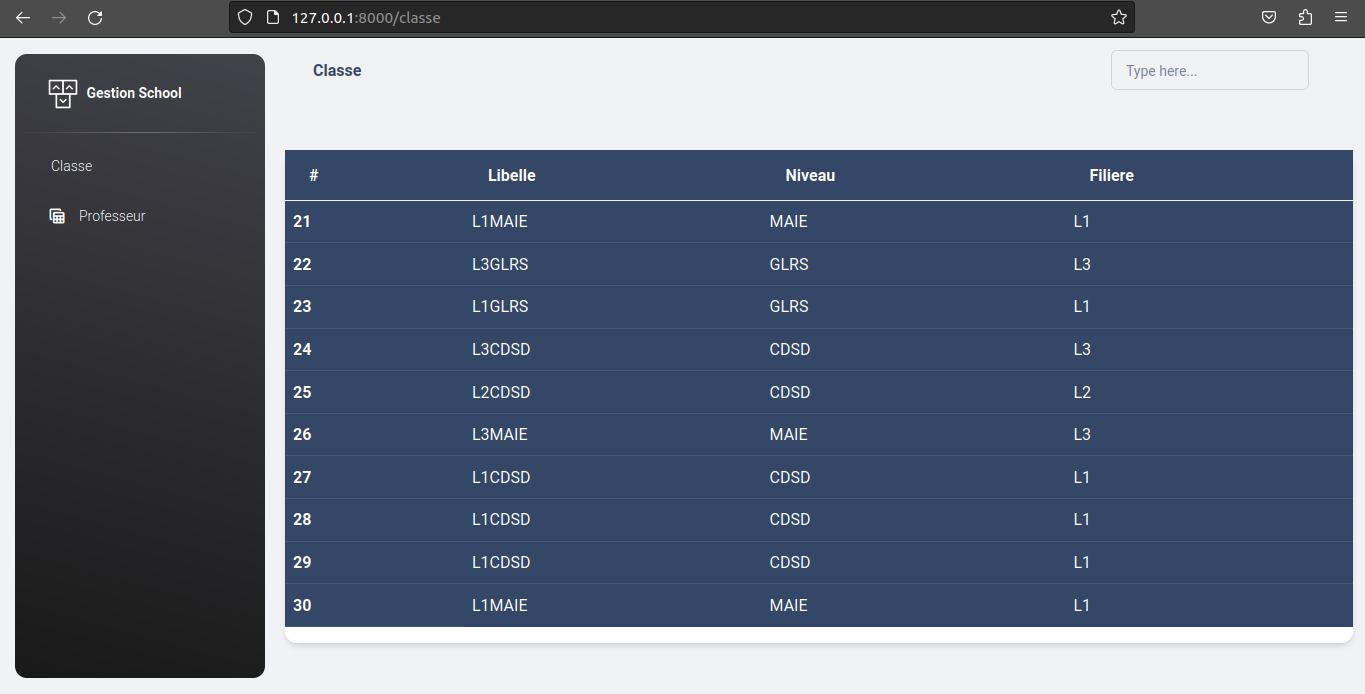 127.0.0.1:8000/classe
Gestion School
Classe
Professeur
Classe
Type here...
# Libelle Niveau Filiere
21 L1MAIE MAIE L1
22 L3GLRS GLRS L3
23 L1GLRS GLRS L1
24 L3CDSD CDSD L3
25 L2CDSD CDSD L2
26 L3MAIE MAIE L3
27 L1CDSD CDSD L1
28 L1CDSD CDSD L1
29 L1CDSD CDSD L1
30 L1MAIE MAIE L1